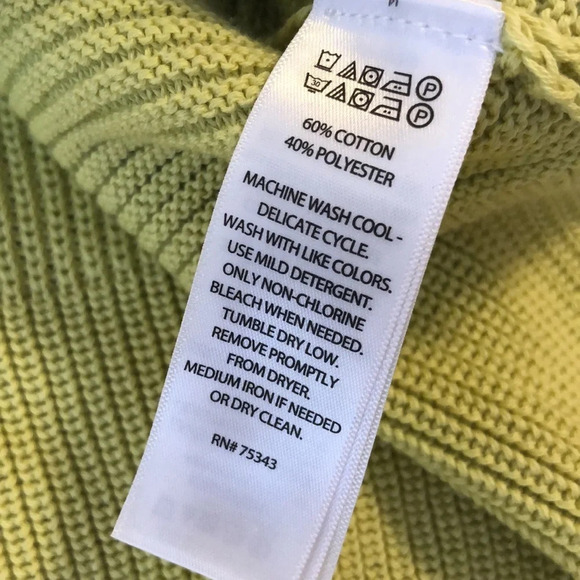 M
30
P
P
60% COTTON
40% POLYESTER
MACHINE WASH COOL -
DELICATE CYCLE.
WASH WITH LIKE COLORS.
USE MILD DETERGENT.
ONLY NON-CHLORINE
BLEACH WHEN NEEDED.
TUMBLE DRY LOW.
REMOVE PROMPTLY
FROM DRYER.
MEDIUM IRON IF NEEDED
OR DRY CLEAN.
RN# 75343